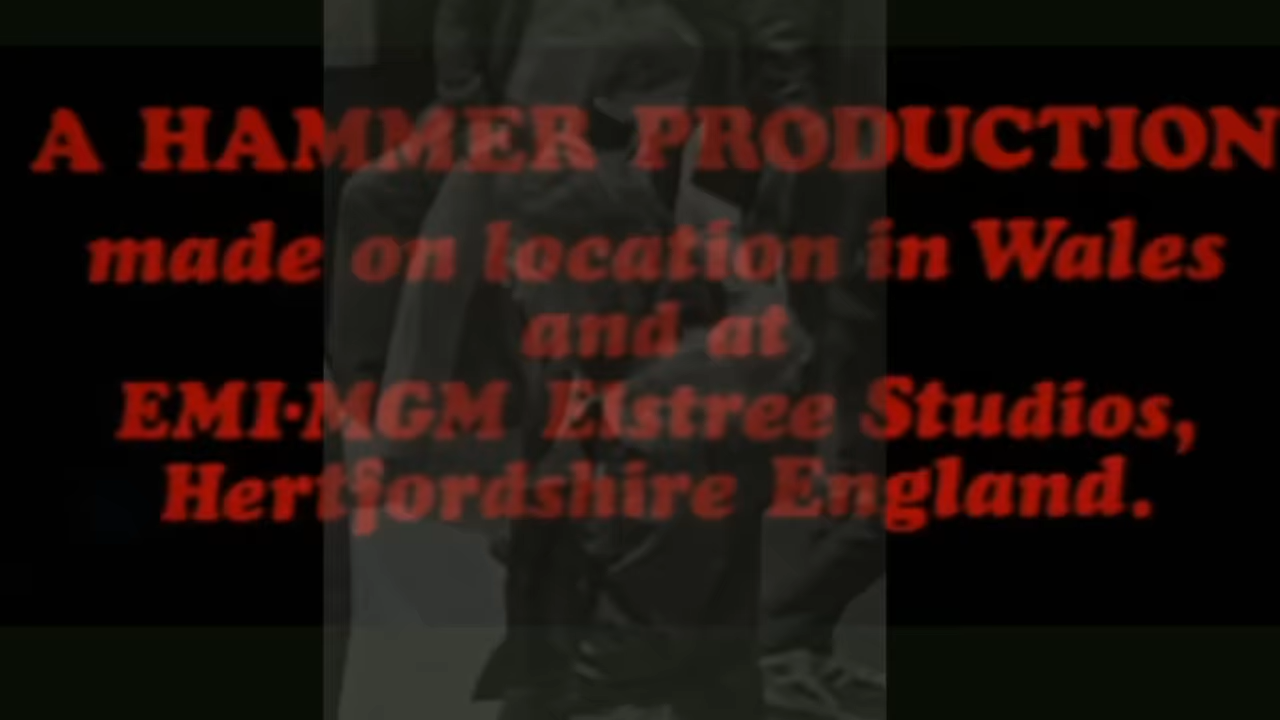 A HAMMER PRODUCTION
made on location in Wales
and at
EMI·MGM Elstree Studios,
Hertfordshire England.